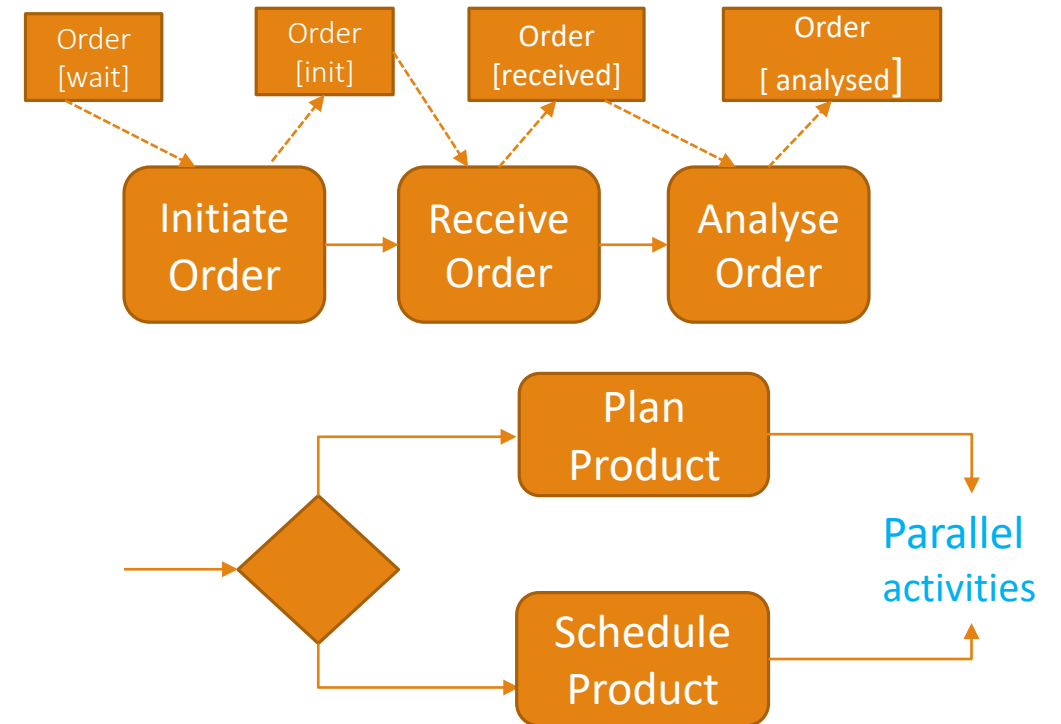 Order
[wait]
Order
[init]
Order
[received]
Order
[ analysed]
Initiate
Order
Receive
Order
Analyse
Order
Plan
Product
Parallel
activities
Schedule
Product